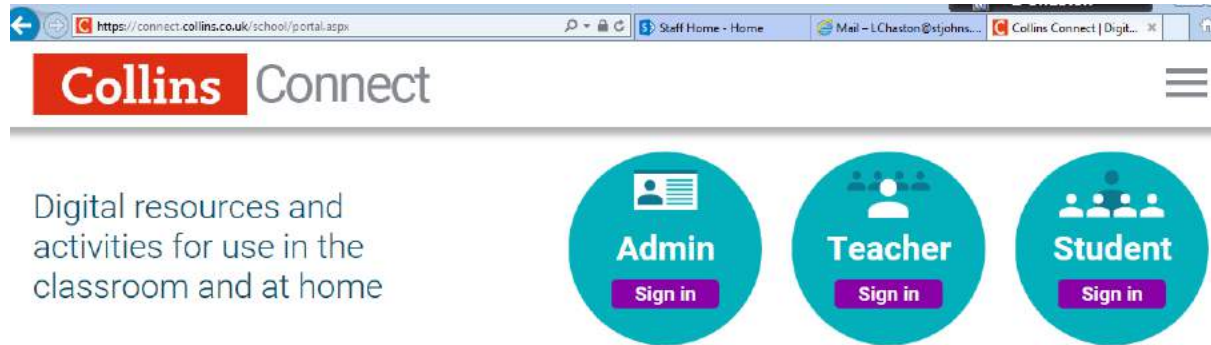 https://connect.collins.co.uk/school/portal.aspx
Staff Home - Home
Mail – LChaston@stjohns....
Collins Connect | Digit...
Collins Connect
Digital resources and
activities for use in the
classroom and at home
Admin
Sign in
Teacher
Sign in
Student
Sign in